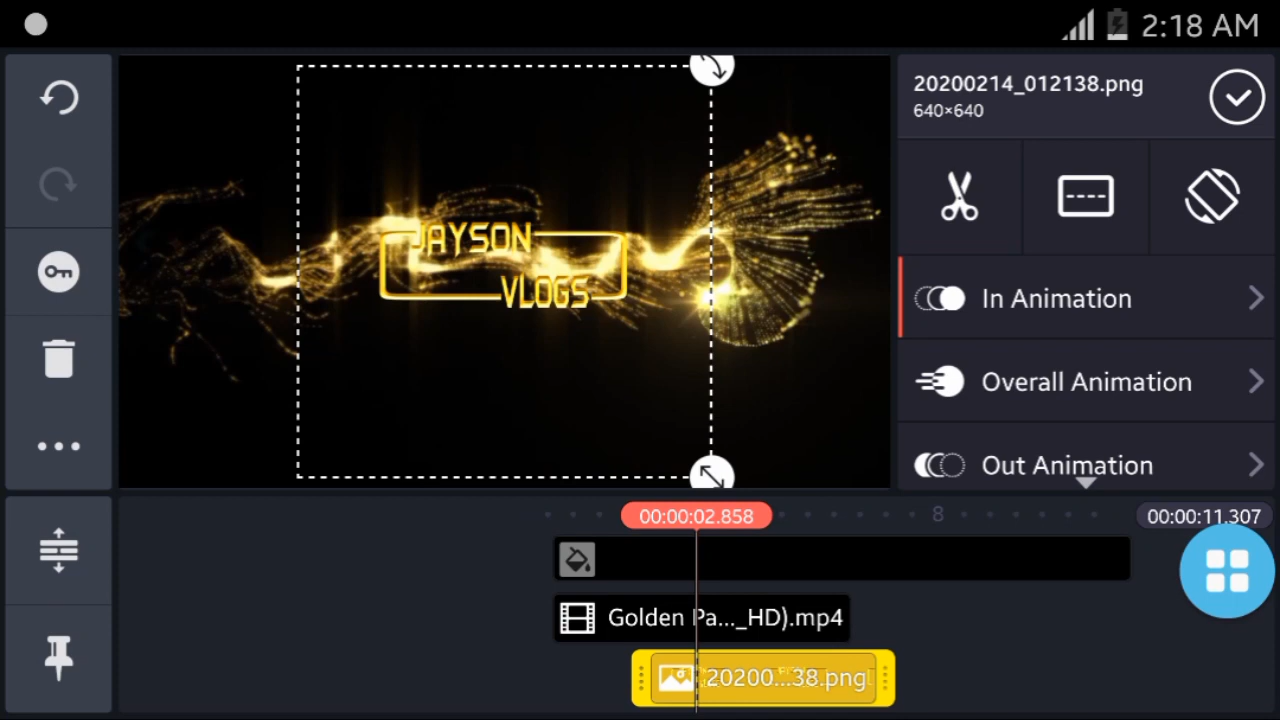 2:18 AM
20200214_012138.png
640×640
JAYSON
VLOGS
In Animation
Overall Animation
Out Animation
00:00:02.858
8
00:00:11.307
Golden Pa..._HD).mp4
20200...38.png